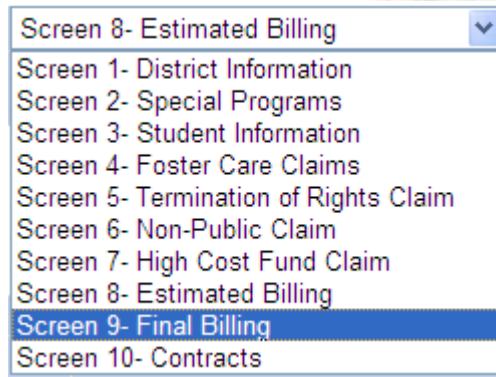 Screen 8- Estimated Billing
Screen 1- District Information
Screen 2- Special Programs
Screen 3- Student Information
Screen 4- Foster Care Claims
Screen 5- Termination of Rights Claim
Screen 6- Non-Public Claim
Screen 7- High Cost Fund Claim
Screen 8- Estimated Billing
Screen 9- Final Billing
Screen 10- Contracts